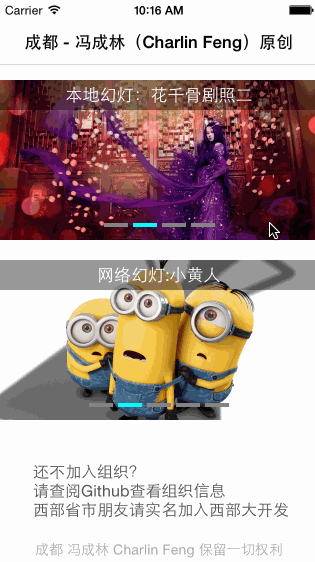 Carrier 10:16 AM
成都 - 冯成林（Charlin Feng）原创
本地幻灯：花千骨剧照二
网络幻灯:小黄人
还不加入组织？
请查阅Github查看组织信息
西部省市朋友请实名加入西部大开发
成都 冯成林 Charlin Feng 保留一切权利